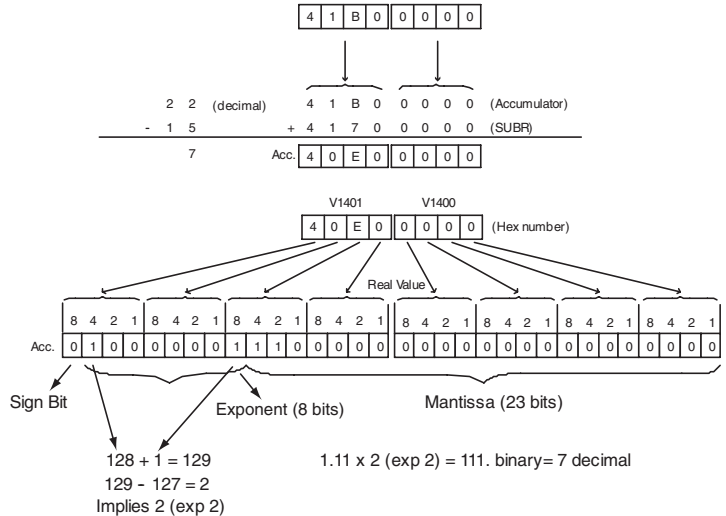 4 1 B 0 0 0 0 0
2 2 (decimal) 4 1 B 0 0 0 0 0 (Accumulator)
- 1 5 + 4 1 7 0 0 0 0 0 (SUBR)
7 Acc. 4 0 E 0 0 0 0 0
V1401 V1400
4 0 E 0 0 0 0 0 (Hex number)
Real Value
8 4 2 1 8 4 2 1 8 4 2 1 8 4 2 1 8 4 2 1 8 4 2 1 8 4 2 1 8 4 2 1
Acc. 0 1 0 0 0 0 0 0 1 1 1 0 0 0 0 0 0 0 0 0 0 0 0 0 0 0 0 0 0 0 0 0
Sign Bit Exponent (8 bits) Mantissa (23 bits)
128 + 1 = 129 1.11 x 2 (exp 2) = 111. binary= 7 decimal
129 - 127 = 2
Implies 2 (exp 2)